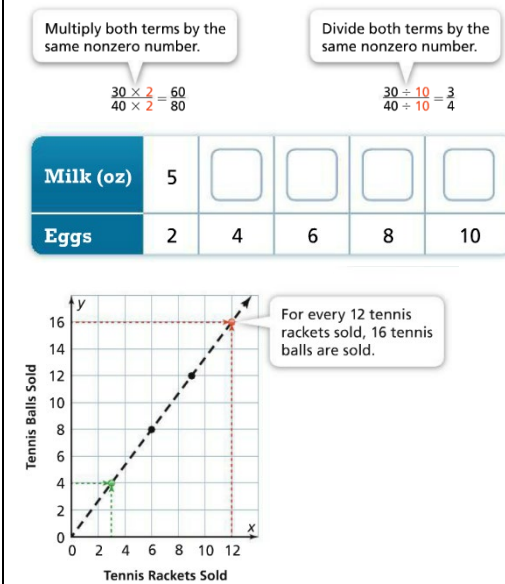 Multiply both terms by the
same nonzero number.
Divide both terms by the
same nonzero number.
30 × 2 / 40 × 2 = 60 / 80
30 ÷ 10 / 40 ÷ 10 = 3 / 4
Milk (oz) 5
Eggs 2 4 6 8 10
y
16
14
12
10
8
6
4
2
0
0 2 4 6 8 10 12
x
Tennis Balls Sold
Tennis Rackets Sold
For every 12 tennis
rackets sold, 16 tennis
balls are sold.